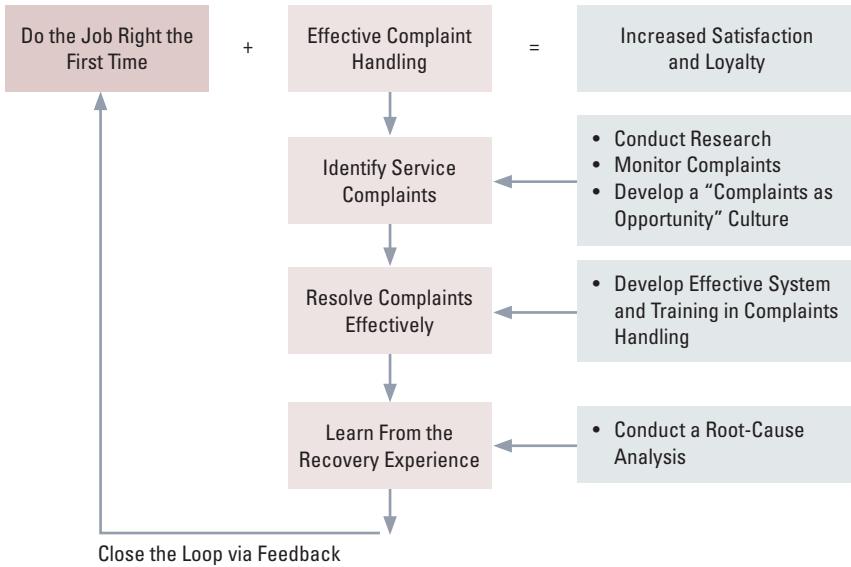 Do the Job Right the
First Time
+
Effective Complaint
Handling
=
Increased Satisfaction
and Loyalty
Identify Service
Complaints
• Conduct Research
• Monitor Complaints
• Develop a “Complaints as
Opportunity” Culture
Resolve Complaints
Effectively
• Develop Effective System
and Training in Complaints
Handling
Learn From the
Recovery Experience
• Conduct a Root-Cause
Analysis
Close the Loop via Feedback